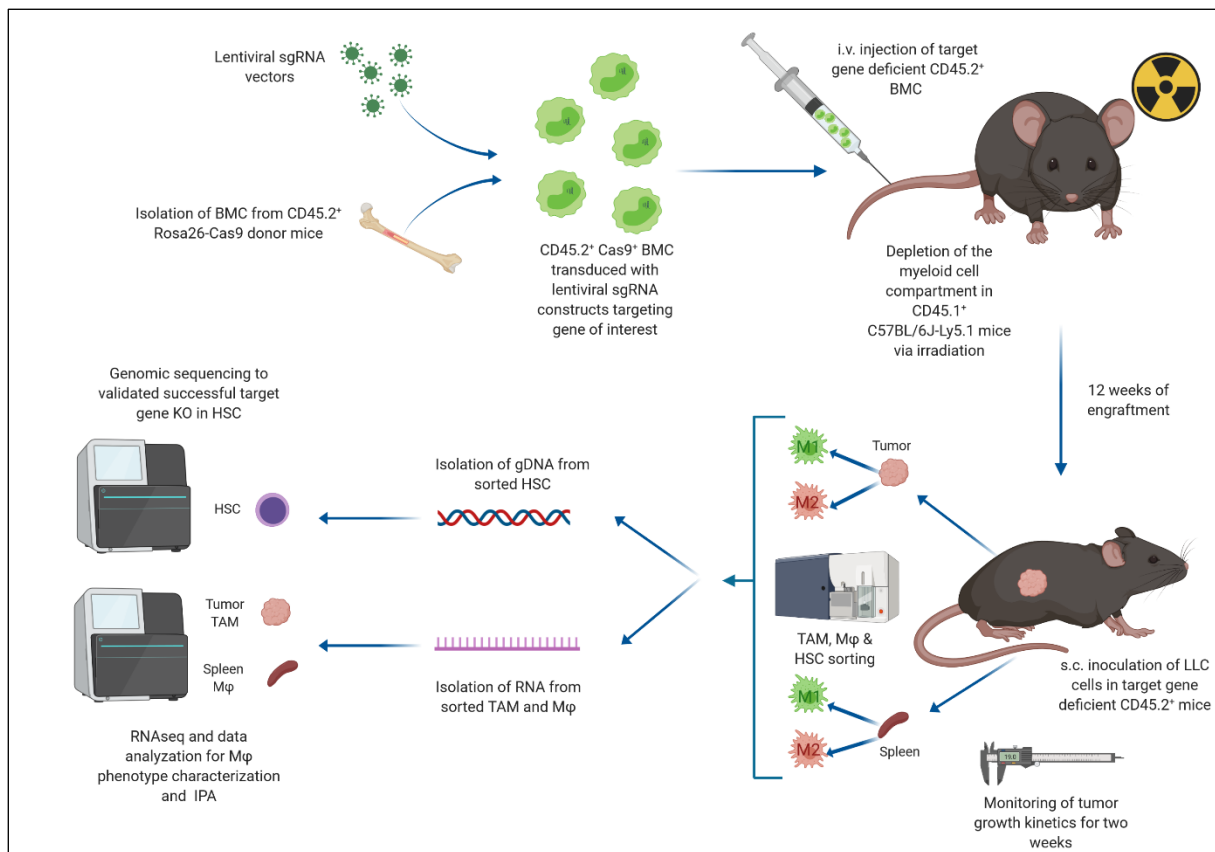 Lentiviral sgRNA
vectors
Isolation of BMC from CD45.2⁺
Rosa26-Cas9 donor mice
CD45.2⁺ Cas9⁺ BMC
transduced with
lentiviral sgRNA
constructs targeting
gene of interest
i.v. injection of target
gene deficient CD45.2⁺
BMC
Depletion of the
myeloid cell
compartment in
CD45.1⁺
C57BL/6J-Ly5.1 mice
via irradiation
12 weeks of
engraftment
s.c. inoculation of LLC
cells in target gene
deficient CD45.2⁺ mice
19.0
Monitoring of tumor
growth kinetics for two
weeks
Tumor
M1
M2
TAM, Mφ &
HSC sorting
M1
M2
Spleen
Isolation of gDNA from
sorted HSC
Isolation of RNA from
sorted TAM and Mφ
Genomic sequencing to
validated successful target
gene KO in HSC
HSC
Tumor
TAM
Spleen
Mφ
RNAseq and data
analyzation for Mφ
phenotype characterization
and IPA